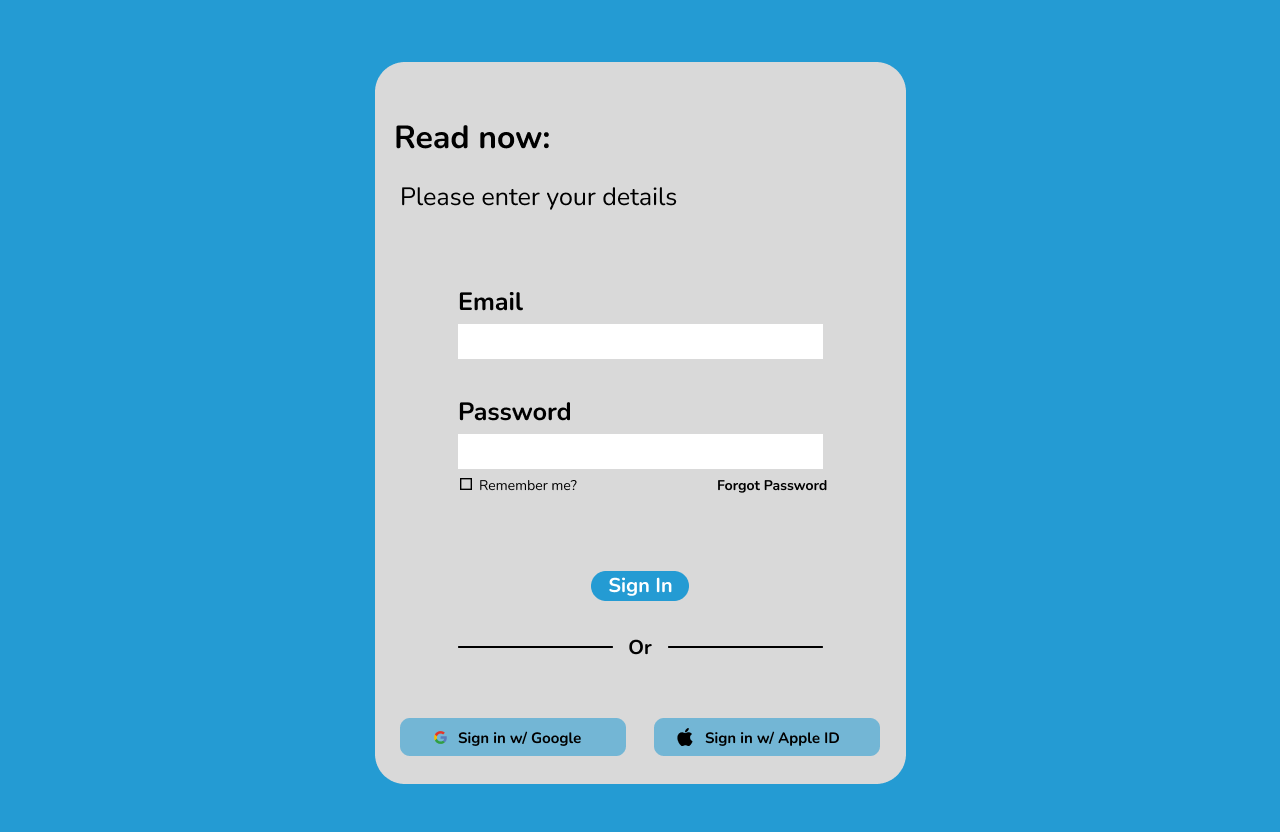 Read now:
Please enter your details
Email
Password
Remember me? Forgot Password
Sign In
Or
Sign in w/ Google Sign in w/ Apple ID